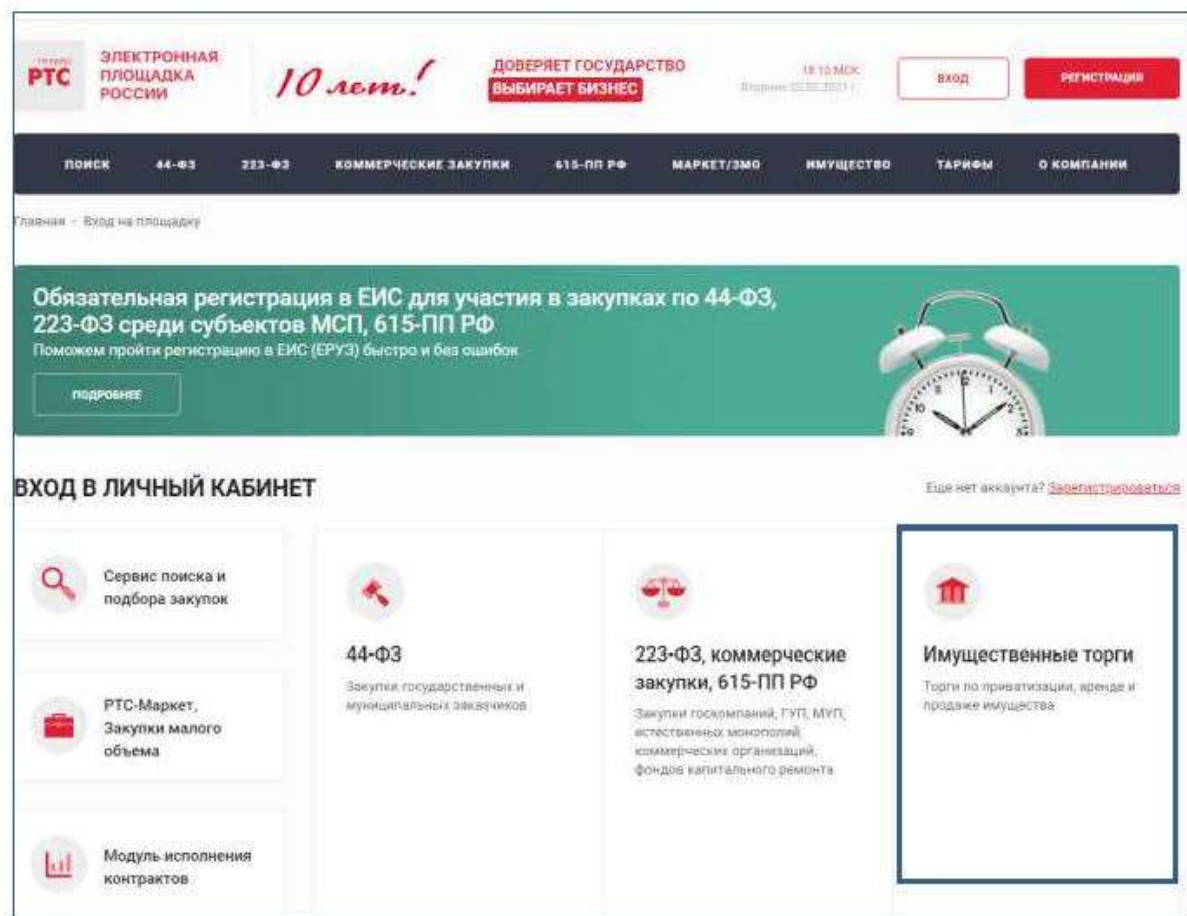 РТС
ЭЛЕКТРОННАЯ
ПЛОЩАДКА
РОССИИ
10 лет!
ДОВЕРЯЕТ ГОСУДАРСТВО
ВЫБИРАЕТ БИЗНЕС
МСК
ВХОД
РЕГИСТРАЦИЯ
ПОИСК 44-ФЗ 223-ФЗ КОММЕРЧЕСКИЕ ЗАКУПКИ 615-ПП РФ МАРКЕТ/ЗМО ИМУЩЕСТВО ТАРИФЫ О КОМПАНИИ
Главная - Вход на площадку
Обязательная регистрация в ЕИС для участия в закупках по 44-ФЗ,
223-ФЗ среди субъектов МСП, 615-ПП РФ
Поможем пройти регистрацию в ЕИС (ЕРУЗ) быстро и без ошибок
ПОДРОБНЕЕ
ВХОД В ЛИЧНЫЙ КАБИНЕТ
Еще нет аккаунта? Зарегистрироваться
Сервис поиска и
подбора закупок
РТС-Маркет,
Закупки малого
объема
Модуль исполнения
контрактов
44-ФЗ
Закупки государственных и
муниципальных заказчиков
223-ФЗ, коммерческие
закупки, 615-ПП РФ
Закупки госкомпаний, ГУП, МУП,
естественных монополий,
коммерческих организаций,
фондов капитального ремонта
Имущественные торги
Торги по приватизации, аренде и
продаже имущества